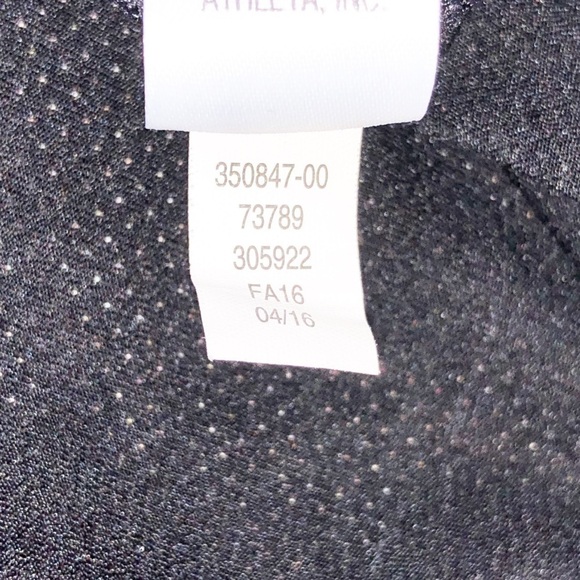 ATHLETA, INC.
350847-00
73789
305922
FA16
04/16